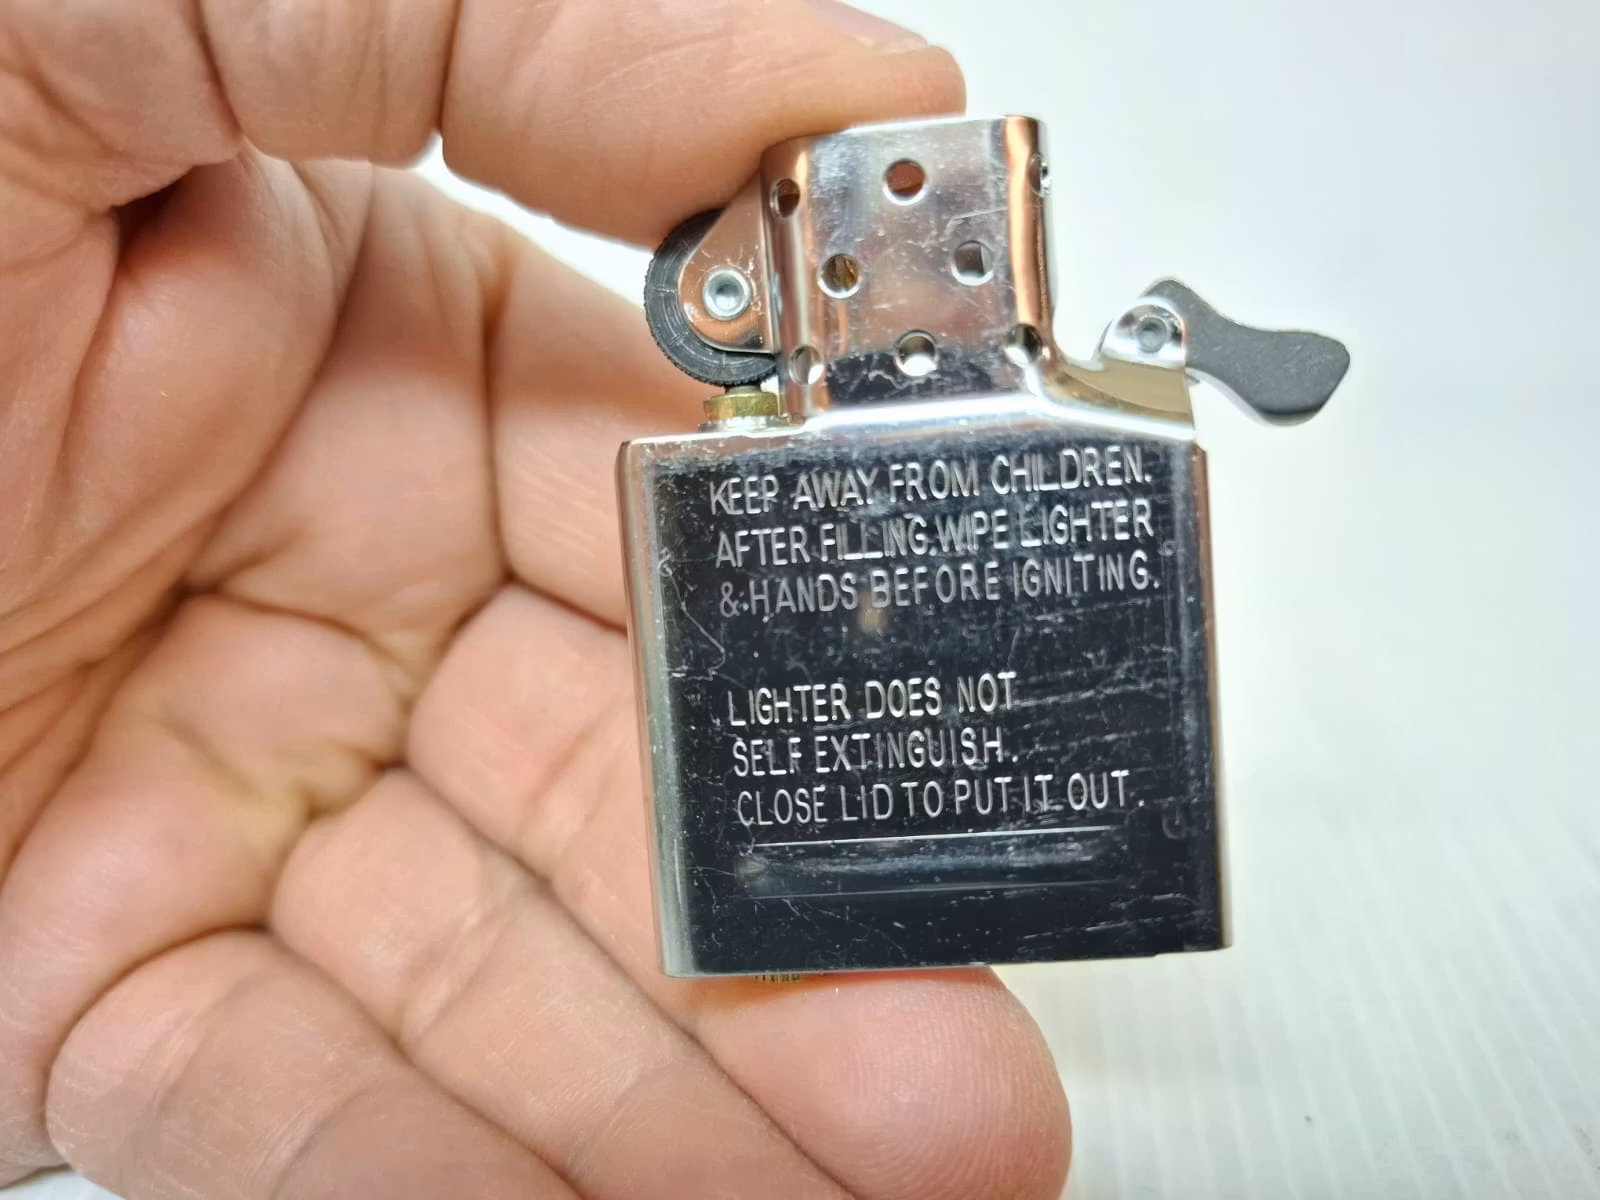 KEEP AWAY FROM CHILDREN.
AFTER FILLING, WIPE LIGHTER
& HANDS BEFORE IGNITING.
LIGHTER DOES NOT
SELF EXTINGUISH.
CLOSE LID TO PUT IT OUT.